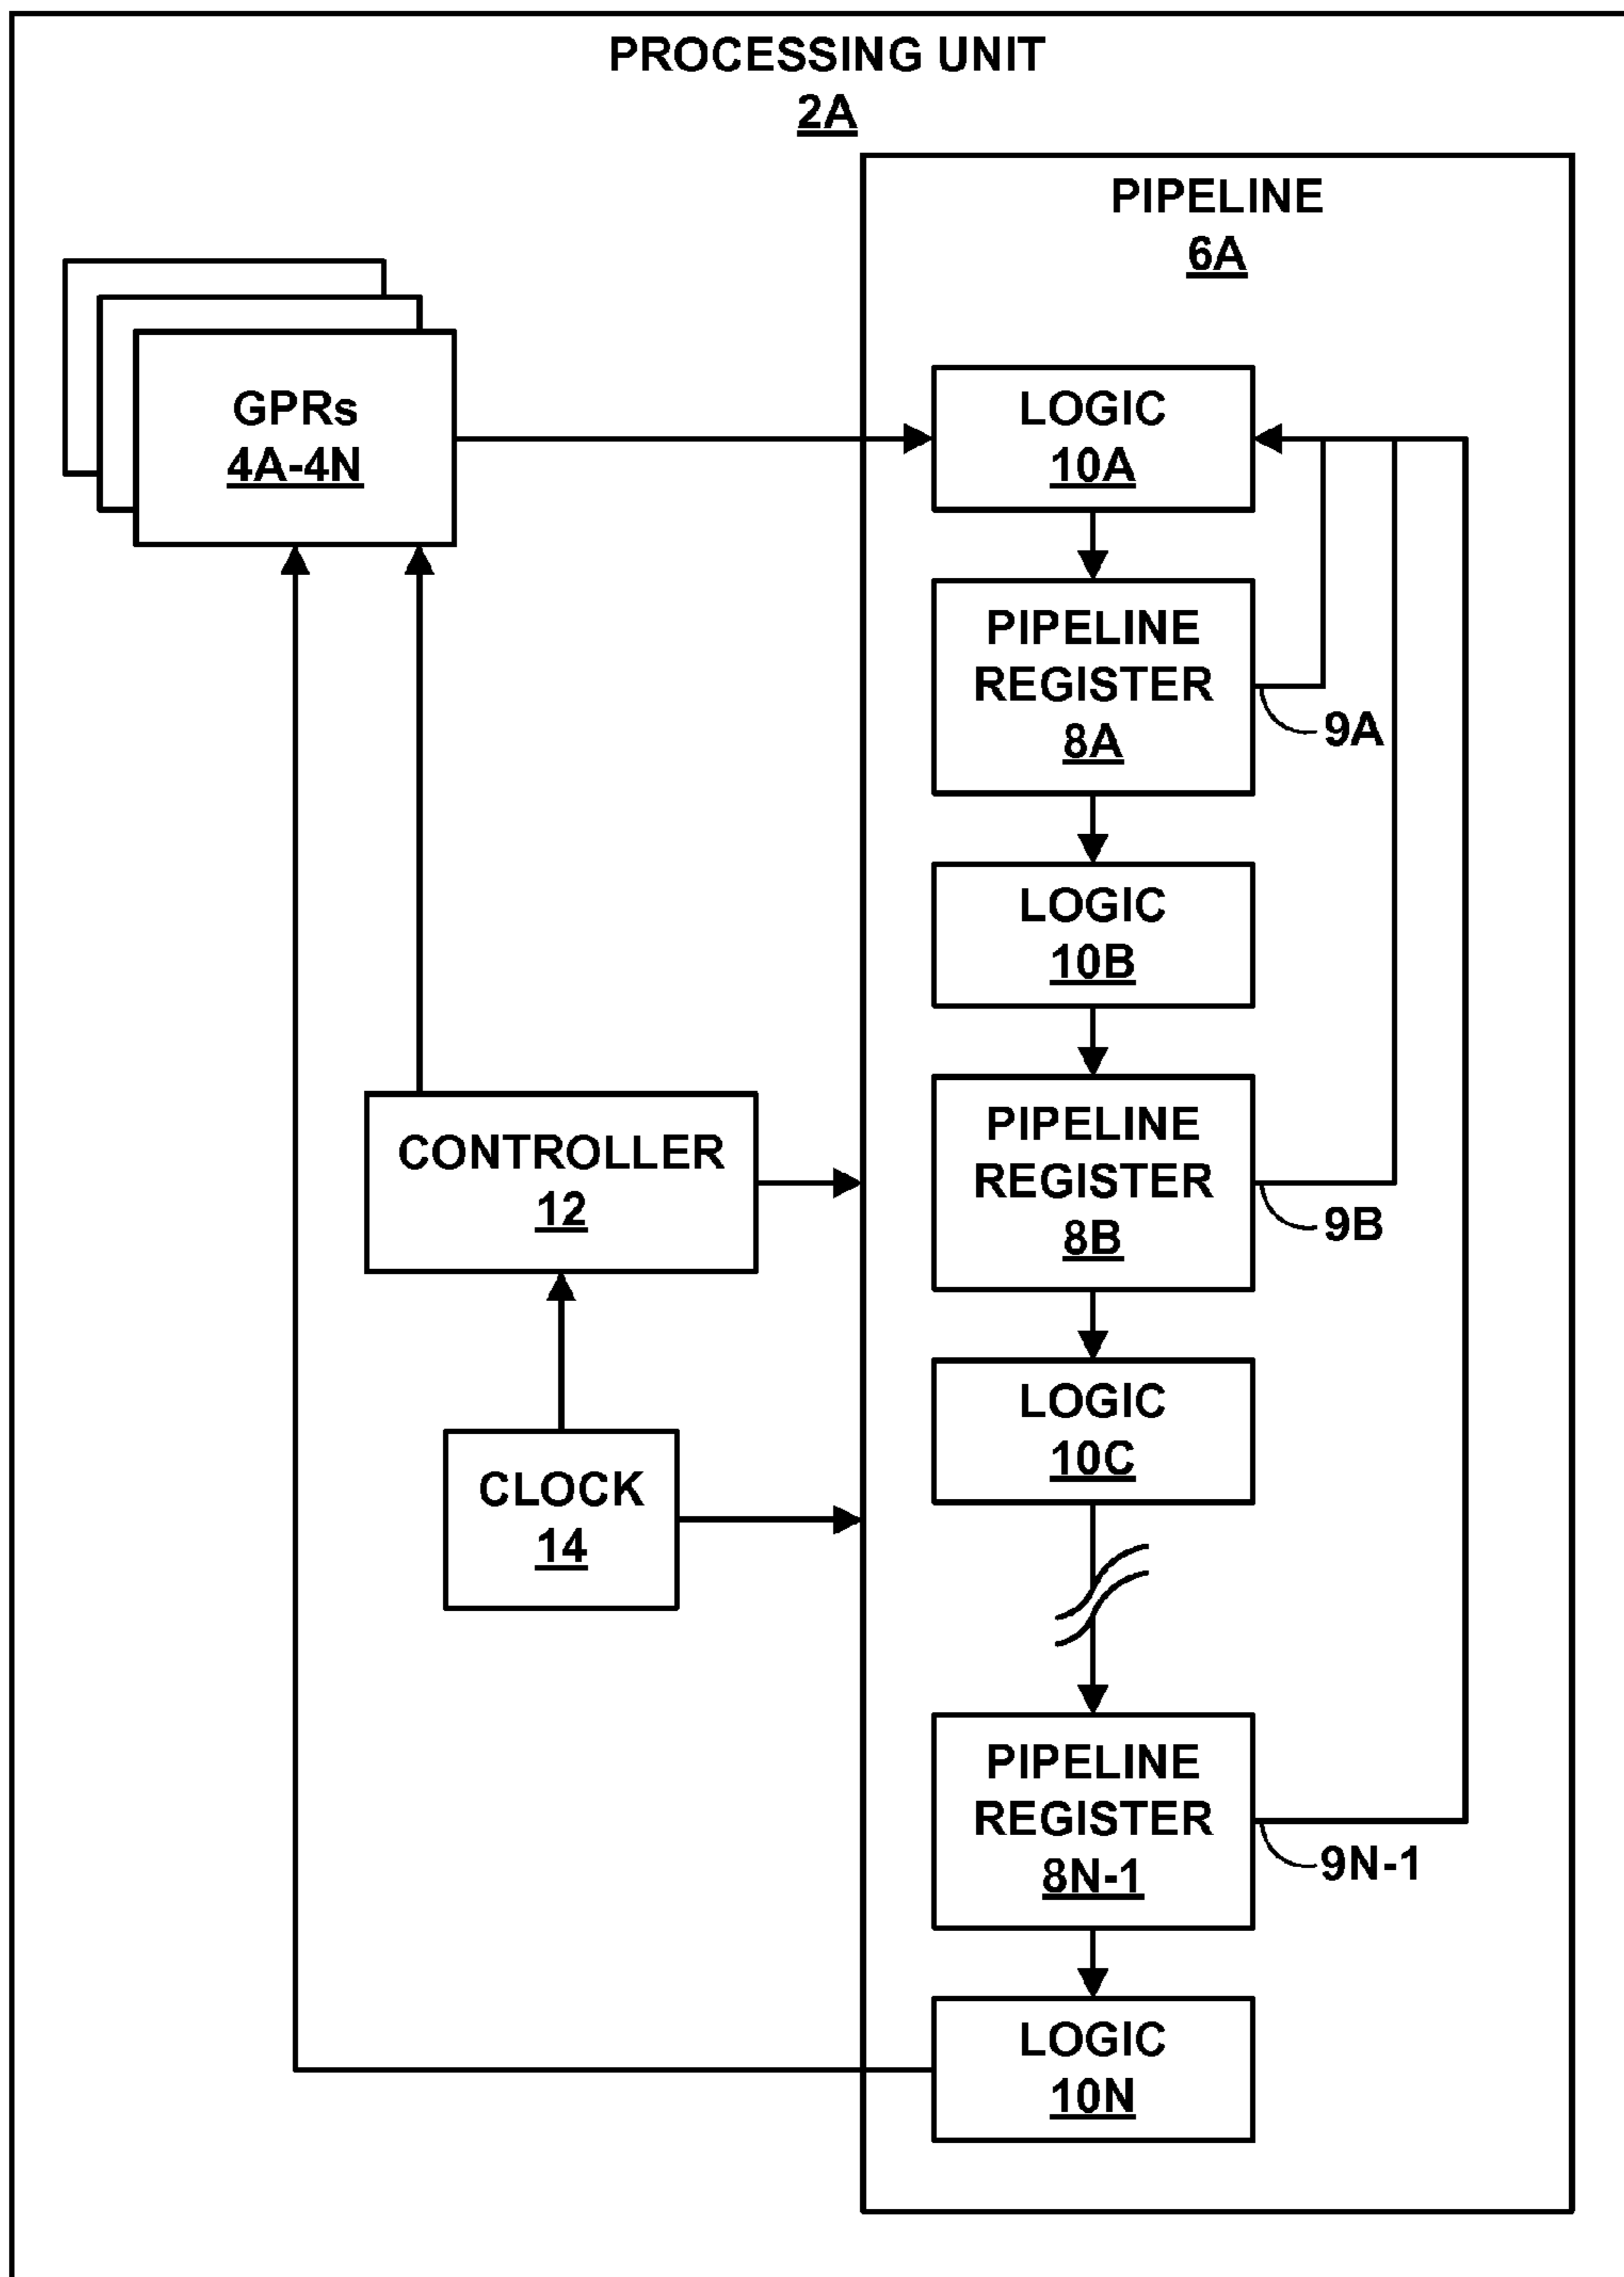 PROCESSING UNIT
2A
PIPELINE
6A
GPRs
4A-4N
LOGIC
10A
PIPELINE
REGISTER
8A
9A
LOGIC
10B
PIPELINE
REGISTER
8B
9B
CONTROLLER
12
LOGIC
10C
CLOCK
14
PIPELINE
REGISTER
8N-1
9N-1
LOGIC
10N